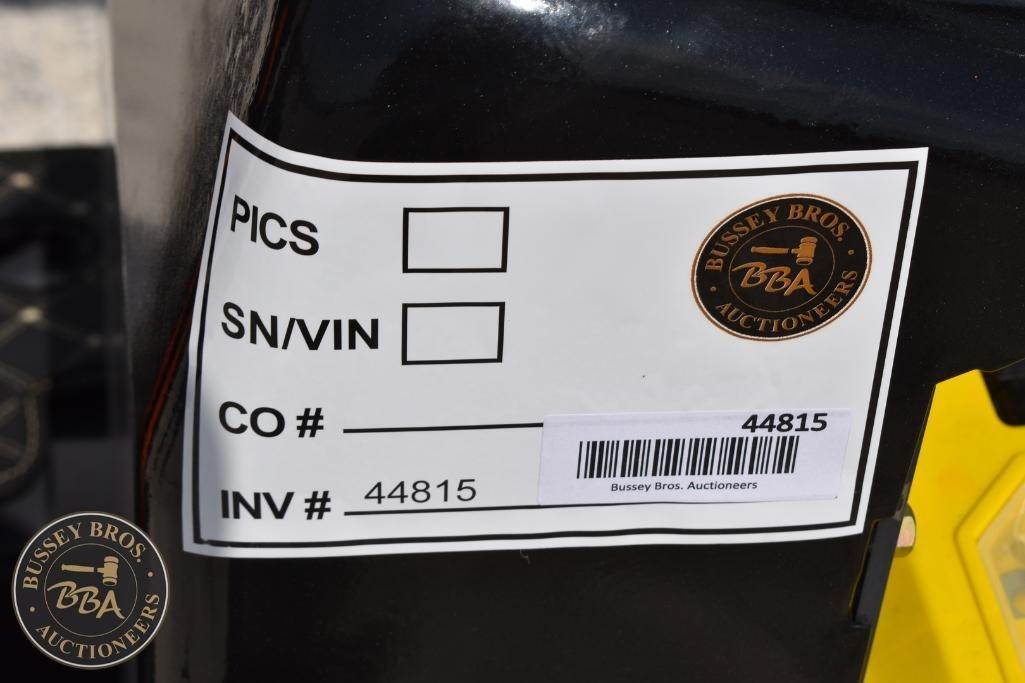 PICS
BUSSEY BROS.
BBA
AUCTIONEERS
SN/VIN
CO #
44815
Bussey Bros. Auctioneers
INV # 44815
BUSSEY BROS.
BBA
AUCTIONEERS